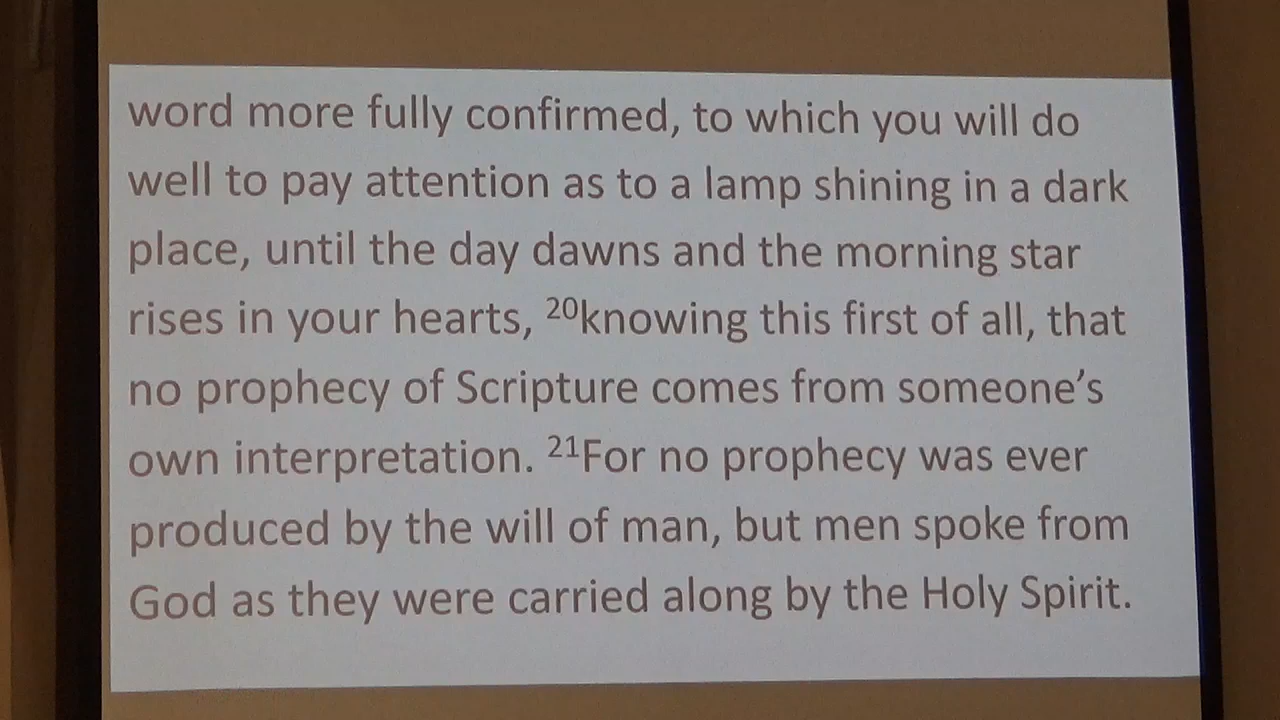 word more fully confirmed, to which you will do
well to pay attention as to a lamp shining in a dark
place, until the day dawns and the morning star
rises in your hearts, ²⁰knowing this first of all, that
no prophecy of Scripture comes from someone’s
own interpretation. ²¹For no prophecy was ever
produced by the will of man, but men spoke from
God as they were carried along by the Holy Spirit.